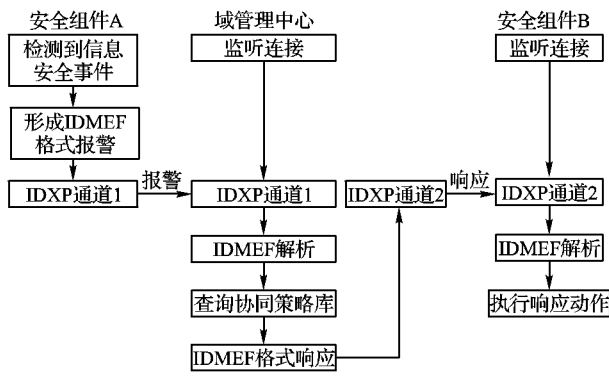 安全组件A
检测到信息
安全事件
形成IDMEF
格式报警
IDXP通道1
报警
域管理中心
监听连接
IDXP通道1
IDMEF解析
查询协同策略库
IDMEF格式响应
IDXP通道2
响应
安全组件B
监听连接
IDXP通道2
IDMEF解析
执行响应动作